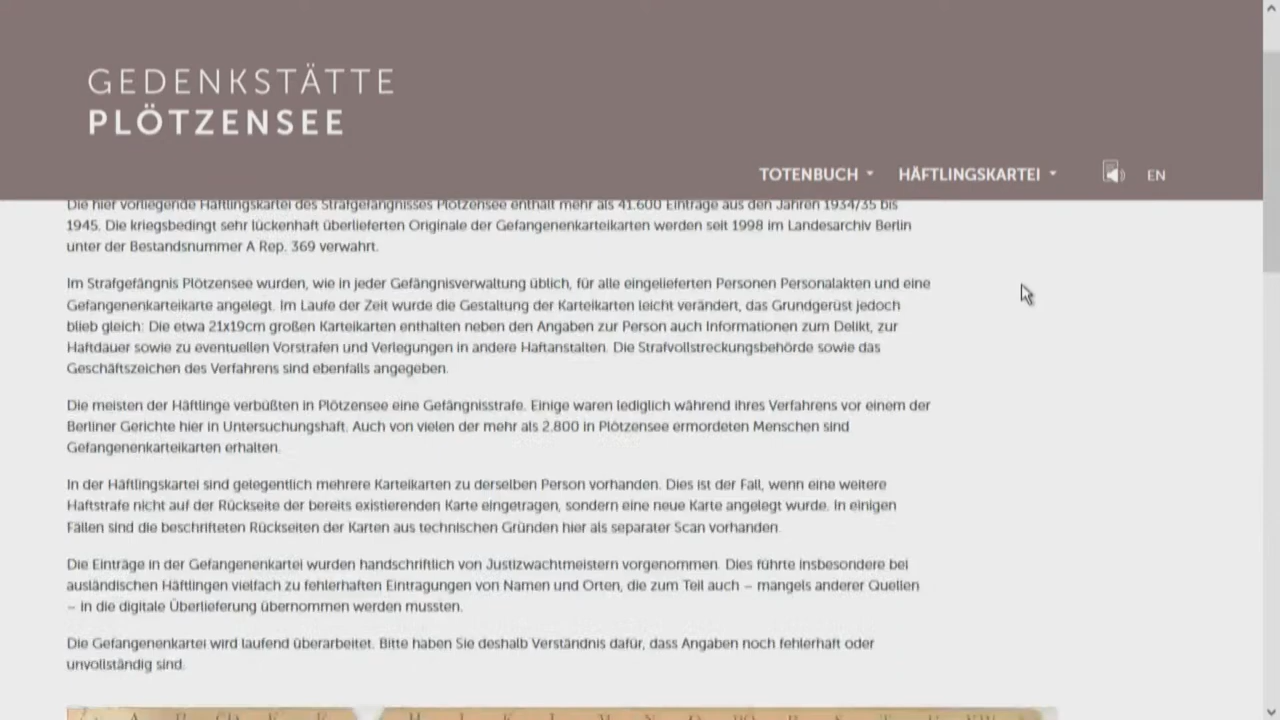 GEDENKSTÄTTE
PLÖTZENSEE
TOTENBUCH HÄFTLINGSKARTEI EN
Die hier vorliegende Häftlingskartei des Strafgefängnisses Plötzensee enthält mehr als 41.600 Einträge aus den Jahren 1934/35 bis
1945. Die kriegsbedingt sehr lückenhaft überlieferten Originale der Gefangenenkarteikarten werden seit 1998 im Landesarchiv Berlin
unter der Bestandsnummer A Rep. 369 verwahrt.
Im Strafgefängnis Plötzensee wurden, wie in jeder Gefängnisverwaltung üblich, für alle eingelieferten Personen Personalakten und eine
Gefangenenkarteikarte angelegt. Im Laufe der Zeit wurde die Gestaltung der Karteikarten leicht verändert, das Grundgerüst jedoch
blieb gleich: Die etwa 21x19cm großen Karteikarten enthalten neben den Angaben zur Person auch Informationen zum Delikt, zur
Haftdauer sowie zu eventuellen Vorstrafen und Verlegungen in andere Haftanstalten. Die Strafvollstreckungsbehörde sowie das
Geschäftszeichen des Verfahrens sind ebenfalls angegeben.
Die meisten der Häftlinge verbüßten in Plötzensee eine Gefängnisstrafe. Einige waren lediglich während ihres Verfahrens vor einem der
Berliner Gerichte hier in Untersuchungshaft. Auch von vielen der mehr als 2.800 in Plötzensee ermordeten Menschen sind
Gefangenenkarteikarten erhalten.
In der Häftlingskartei sind gelegentlich mehrere Karteikarten zu derselben Person vorhanden. Dies ist der Fall, wenn eine weitere
Haftstrafe nicht auf der Rückseite der bereits existierenden Karte eingetragen, sondern eine neue Karte angelegt wurde. In einigen
Fällen sind die beschrifteten Rückseiten der Karten aus technischen Gründen hier als separater Scan vorhanden.
Die Einträge in der Gefangenenkartei wurden handschriftlich von Justizwachtmeistern vorgenommen. Dies führte insbesondere bei
ausländischen Häftlingen vielfach zu fehlerhaften Eintragungen von Namen und Orten, die zum Teil auch – mangels anderer Quellen
– in die digitale Überlieferung übernommen werden mussten.
Die Gefangenenkartei wird laufend überarbeitet. Bitte haben Sie deshalb Verständnis dafür, dass Angaben noch fehlerhaft oder
unvollständig sind.